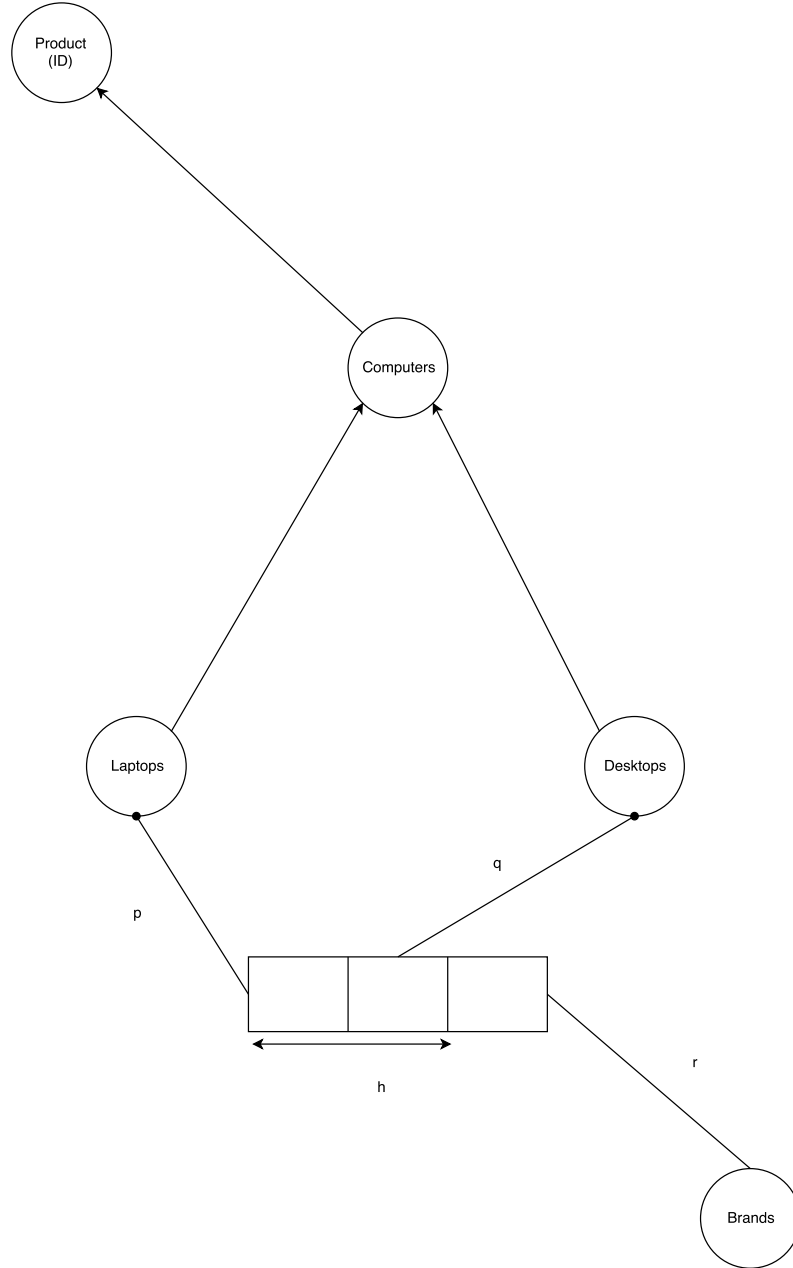 Product
(ID)
Computers
Laptops
Desktops
q
p
r
h
Brands